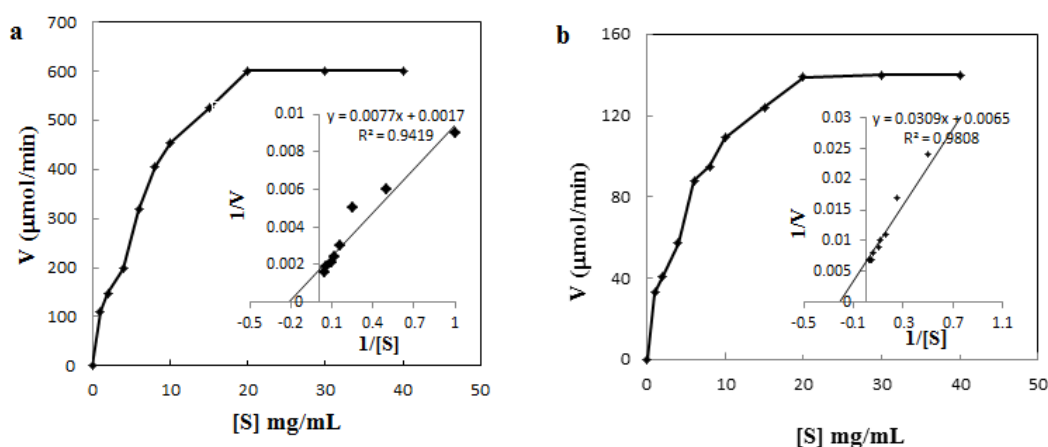 a
V (µmol/min)
700
600
500
400
300
200
100
0
0 10 20 30 40 50
[S] mg/mL
y = 0.0077x + 0.0017
R² = 0.9419
1/V
0.01
0.008
0.006
0.004
0.002
0
-0.5 -0.2 0.1 0.4 0.7 1
1/[S]
b
V (µmol/min)
160
120
80
40
0
0 10 20 30 40 50
[S] mg/mL
y = 0.0309x + 0.0065
R² = 0.9808
1/V
0.03
0.025
0.02
0.015
0.01
0.005
0
-0.5 -0.1 0.3 0.7 1.1
1/[S]